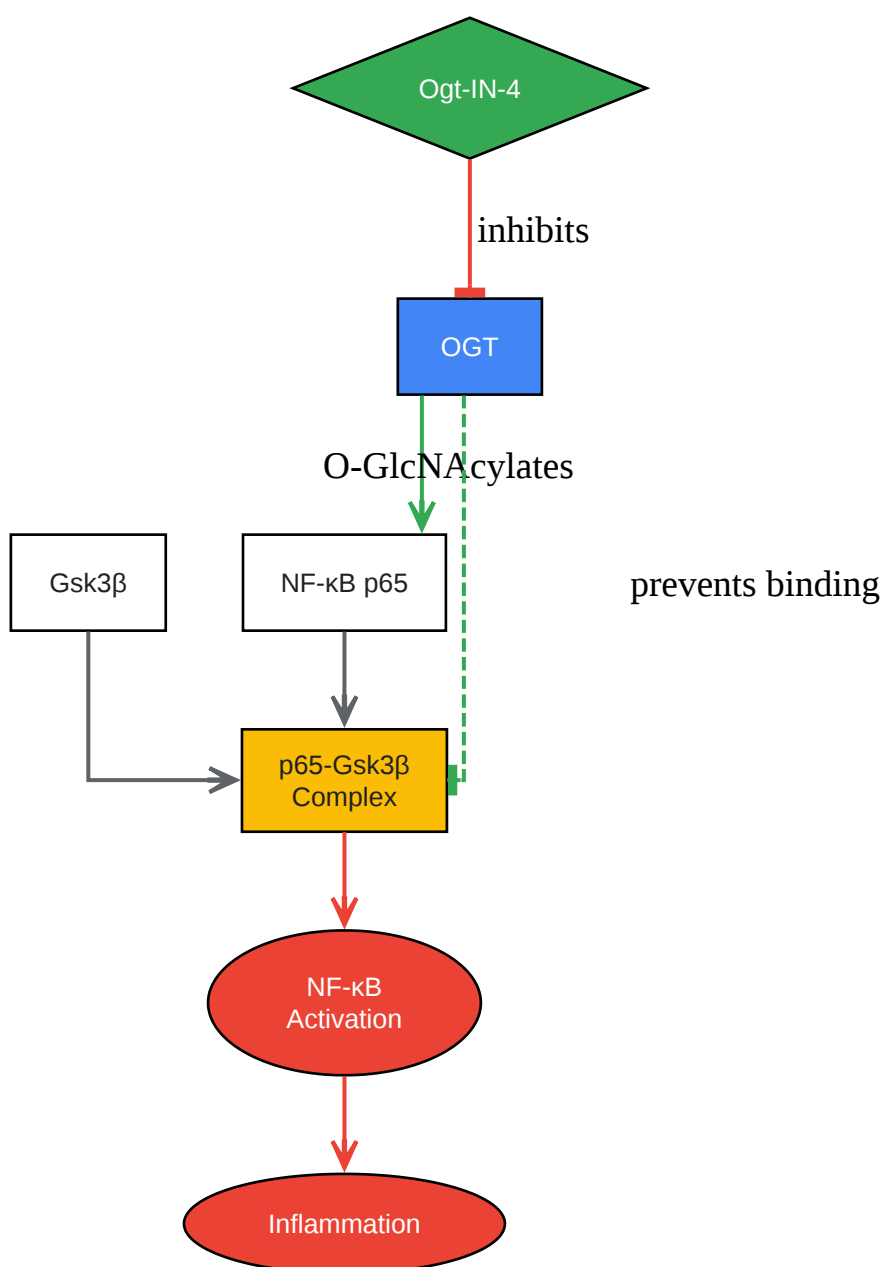 Ogt-IN-4
inhibits
OGT
O-GlcNAcylates
Gsk3β
NF-κB p65
prevents binding
p65-Gsk3β
Complex
NF-κB
Activation
Inflammation